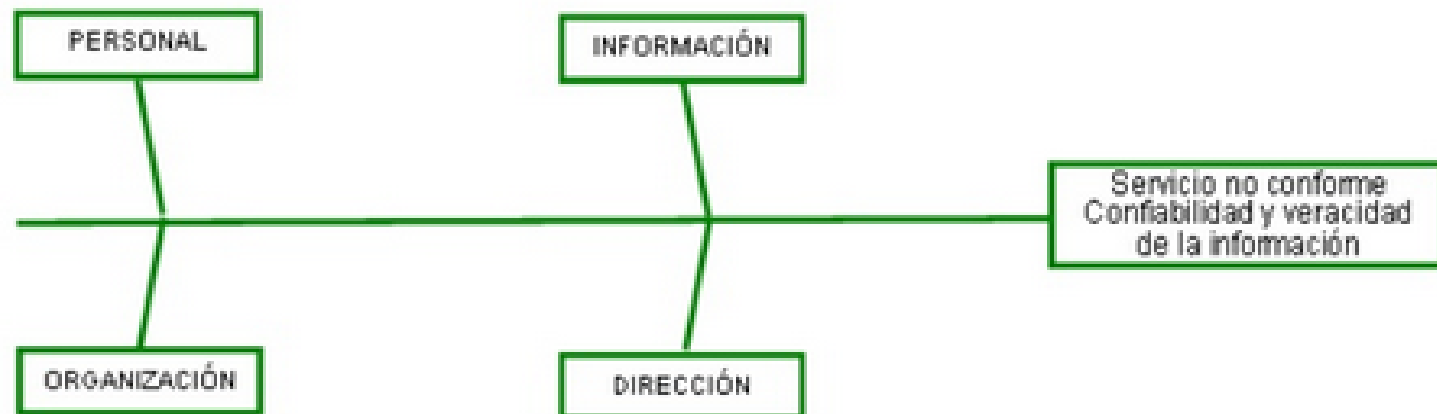 PERSONAL
INFORMACIÓN
Servicio no conforme
Confiabilidad y veracidad
de la información
ORGANIZACIÓN
DIRECCIÓN